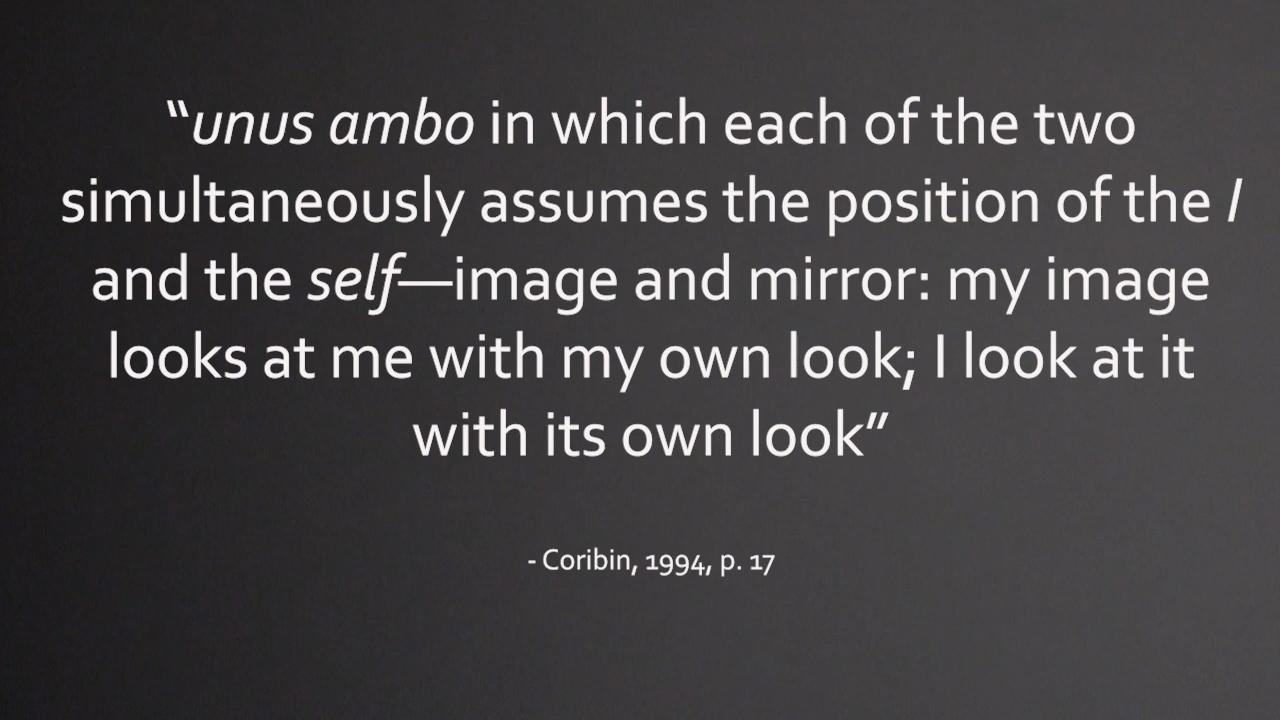 “unus ambo in which each of the two
simultaneously assumes the position of the I
and the self—image and mirror: my image
looks at me with my own look; I look at it
with its own look”
- Coribin, 1994, p. 17